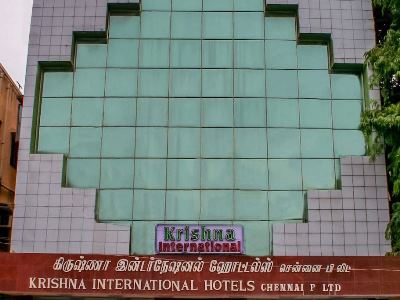 Krishna
International
கிருஷ்ணா இன்டர்நேஷனல் ஹோட்டல்ஸ் சென்னை பி லிட்
KRISHNA INTERNATIONAL HOTELS CHENNAI P LTD